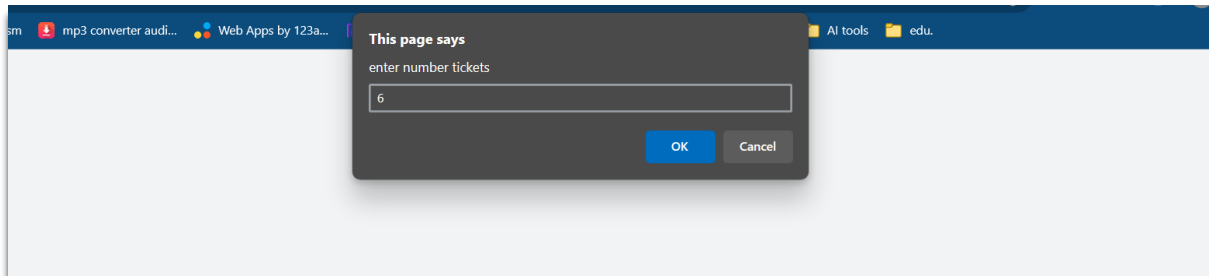 sm mp3 converter audi... Web Apps by 123a... AI tools edu.
This page says
enter number tickets
6
OK Cancel